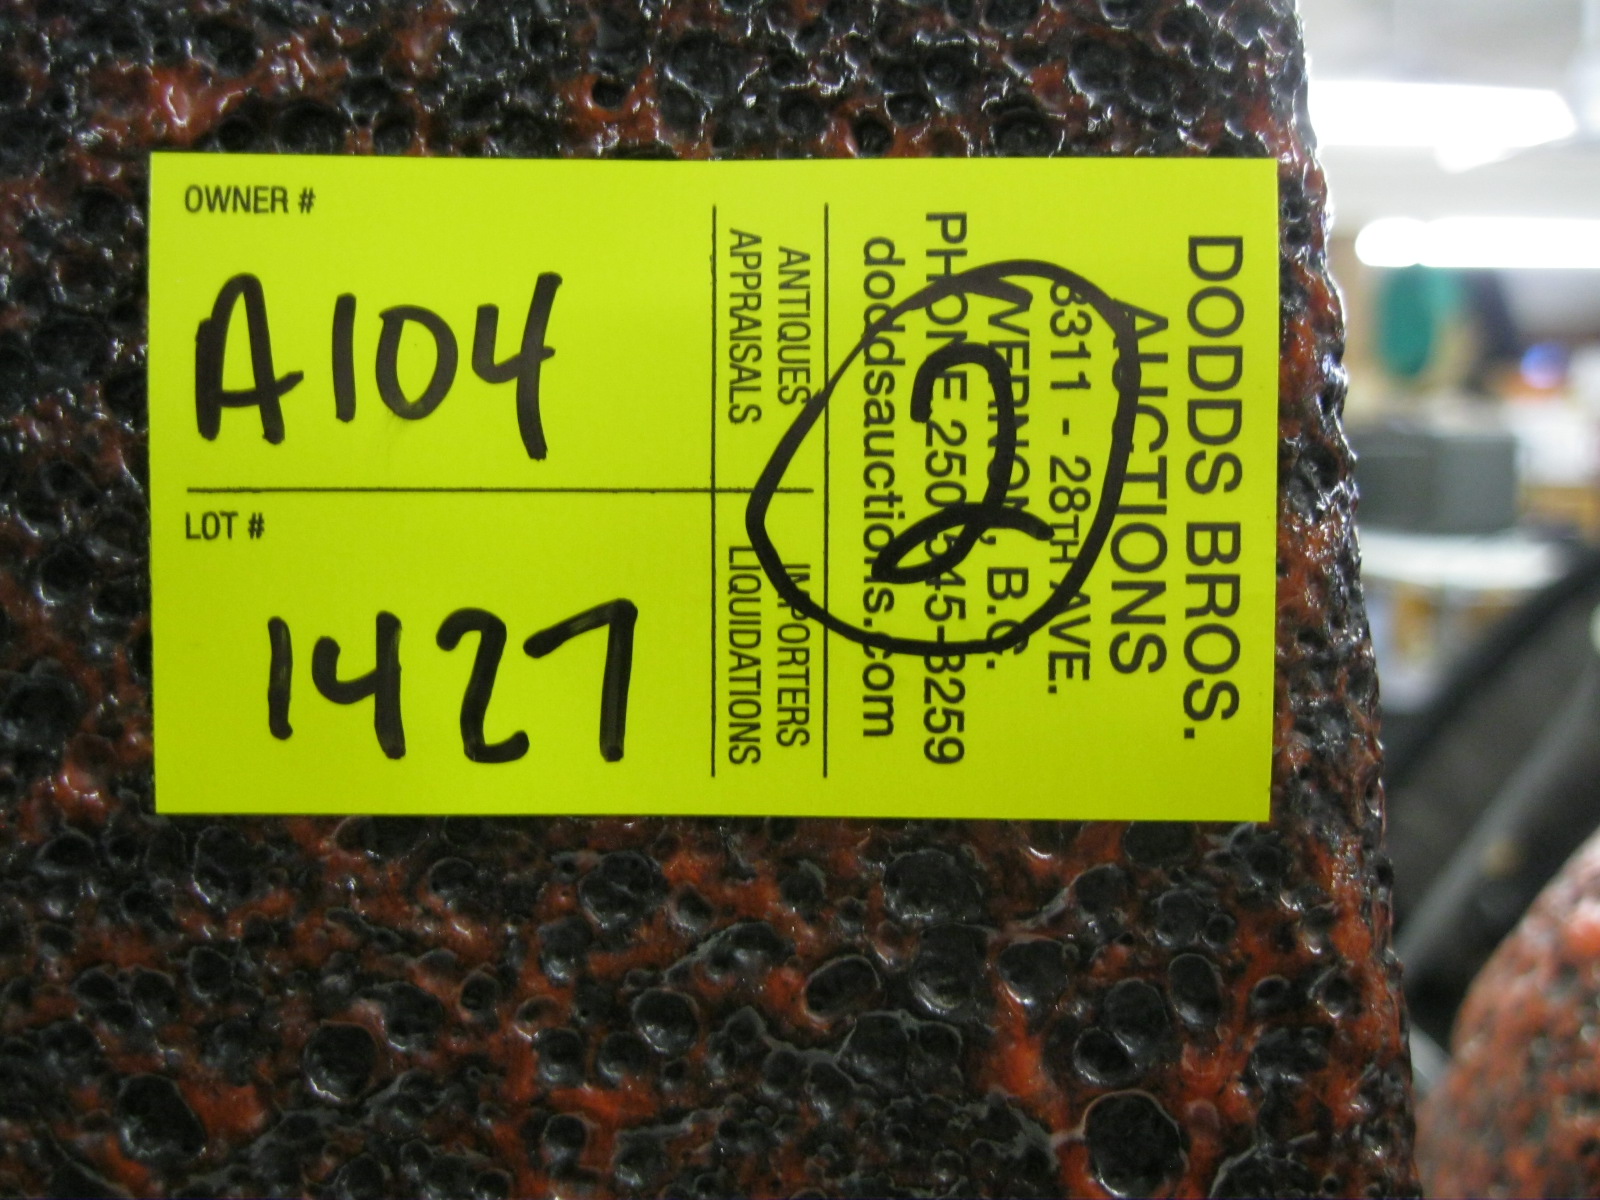 OWNER #
A104
LOT #
1427
ANTIQUES IMPORTERS
APPRAISALS LIQUIDATIONS
DODDS BROS.
AUCTIONS
3311 - 28TH AVE.
VERNON, B.C.
PHONE 250-545-3259
doddsauctions.com
2